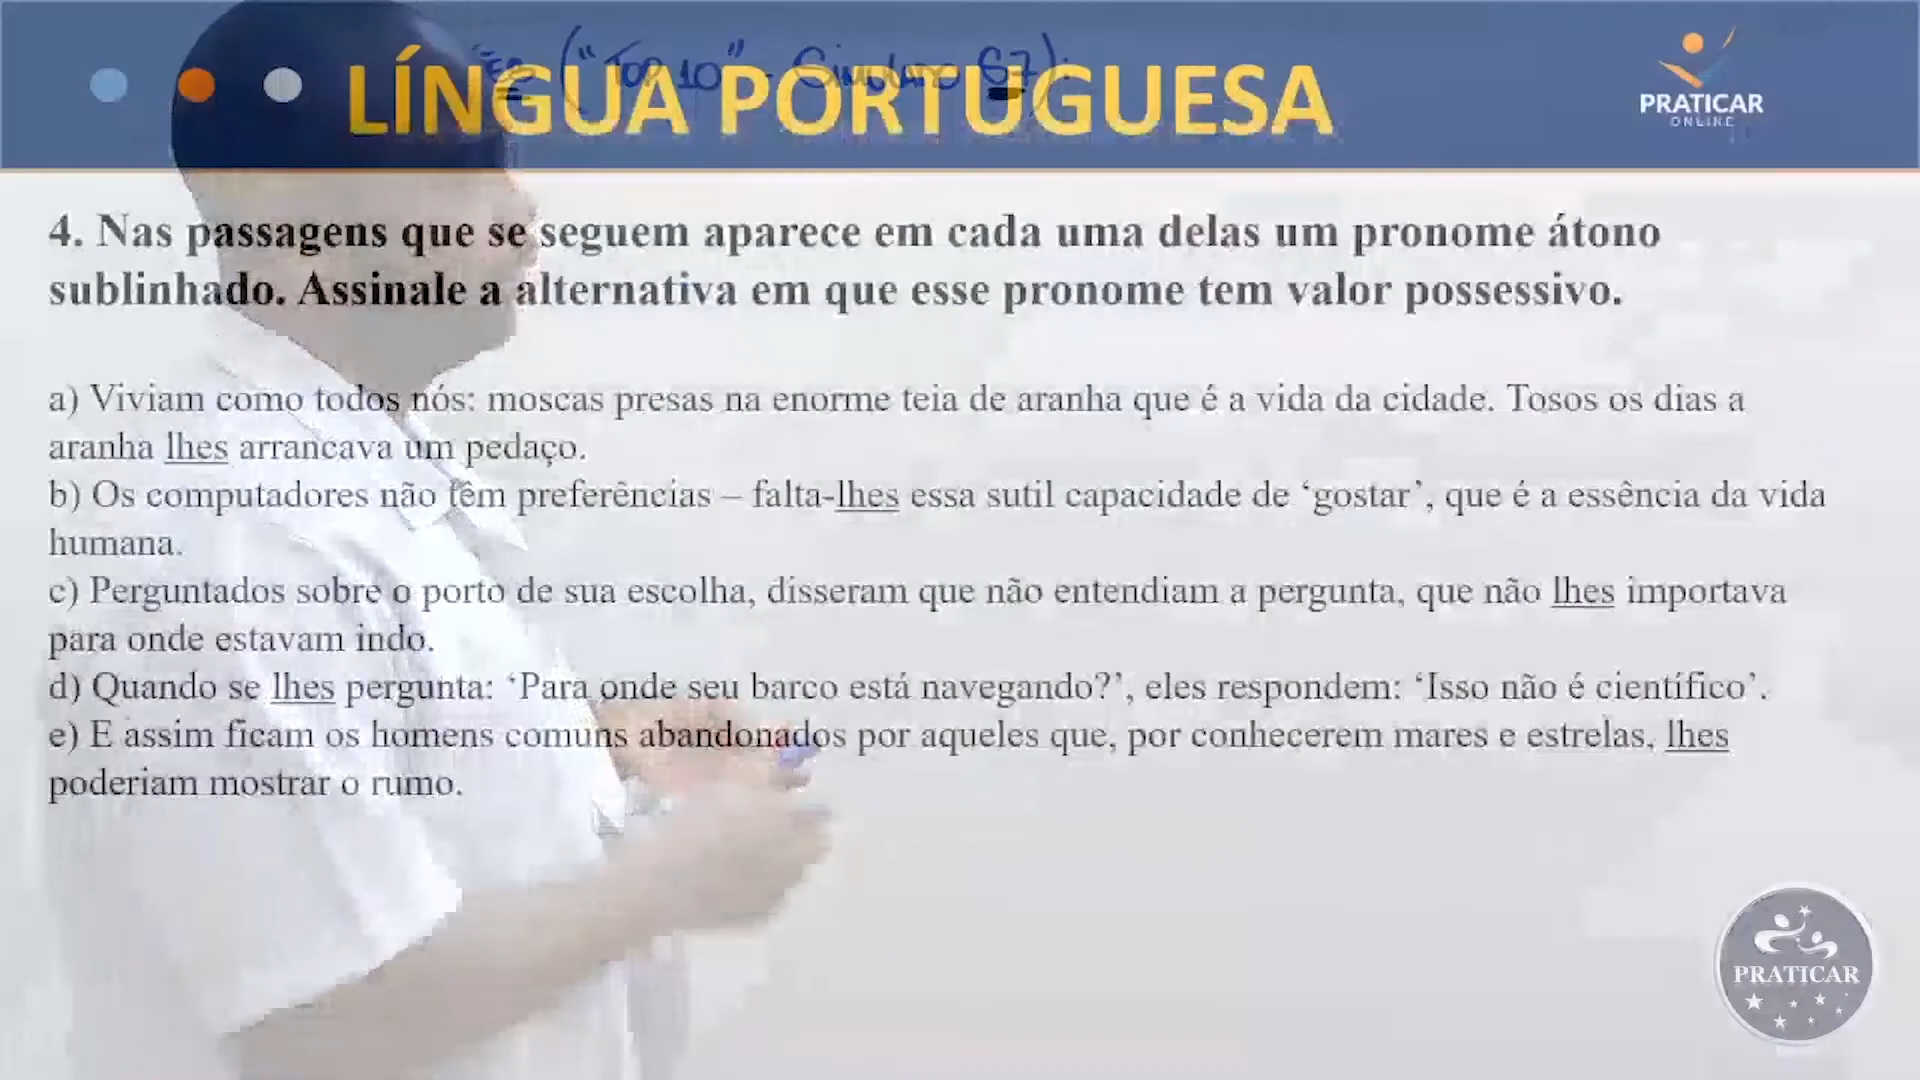 ER ("TOP 10" - Simulado 67):
LÍNGUA PORTUGUESA
PRATICAR
ONLINE
4. Nas passagens que se seguem aparece em cada uma delas um pronome átono
sublinhado. Assinale a alternativa em que esse pronome tem valor possessivo.
a) Viviam como todos nós: moscas presas na enorme teia de aranha que é a vida da cidade. Tosos os dias a
aranha lhes arrancava um pedaço.
b) Os computadores não têm preferências – falta-lhes essa sutil capacidade de ‘gostar’, que é a essência da vida
humana.
c) Perguntados sobre o porto de sua escolha, disseram que não entendiam a pergunta, que não lhes importava
para onde estavam indo.
d) Quando se lhes pergunta: ‘Para onde seu barco está navegando?’, eles respondem: ‘Isso não é científico’.
e) E assim ficam os homens comuns abandonados por aqueles que, por conhecerem mares e estrelas, lhes
poderiam mostrar o rumo.
PRATICAR